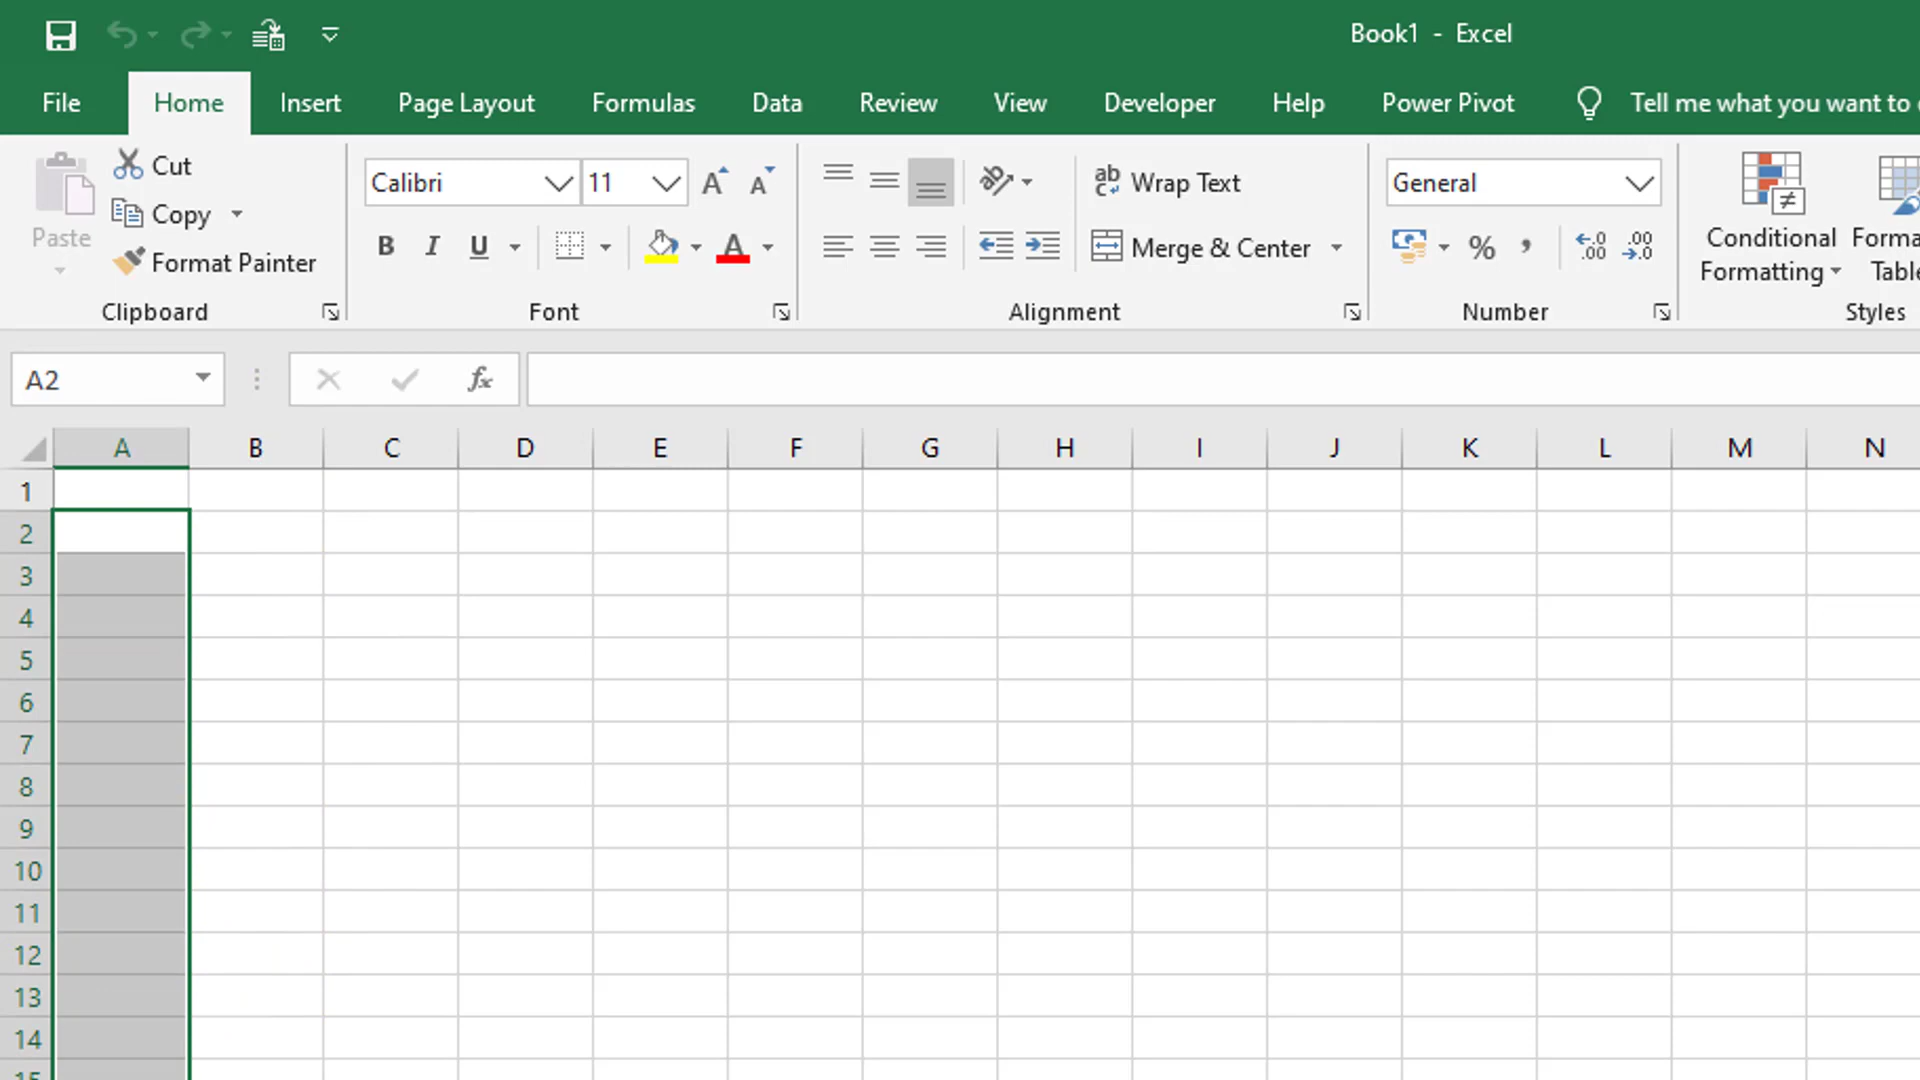 Book1 - Excel
File Home Insert Page Layout Formulas Data Review View Developer Help Power Pivot Tell me what you want to
Cut
Copy
Format Painter
Paste
Clipboard
Calibri 11
B I U
Font
Wrap Text
Merge & Center
Alignment
General
% ,
Number
Conditional
Formatting
Styles
A2 fx
A B C D E F G H I J K L M N
1
2
3
4
5
6
7
8
9
10
11
12
13
14